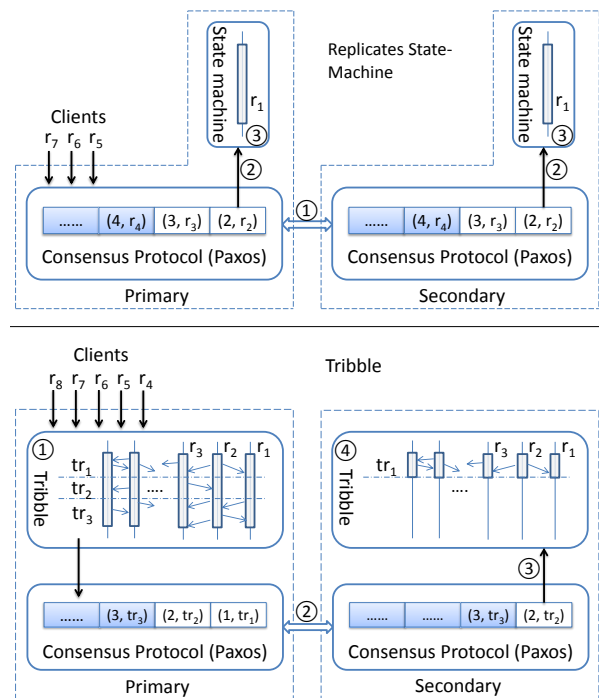 State machine
r1
③
②
Replicates State-
Machine
State machine
r1
③
②
Clients
r7 r6 r5
①
...... (4, r4) (3, r3) (2, r2)
Consensus Protocol (Paxos)
...... (4, r4) (3, r3) (2, r2)
Consensus Protocol (Paxos)
Primary
Secondary
Clients
r8 r7 r6 r5 r4
Tribble
①
Tribble
r3 r2 r1
tr1
tr2
tr3
....
④
Tribble
r3 r2 r1
tr1
....
③
②
...... (3, tr3) (2, tr2) (1, tr1)
Consensus Protocol (Paxos)
...... ...... (3, tr3) (2, tr2)
Consensus Protocol (Paxos)
Primary
Secondary